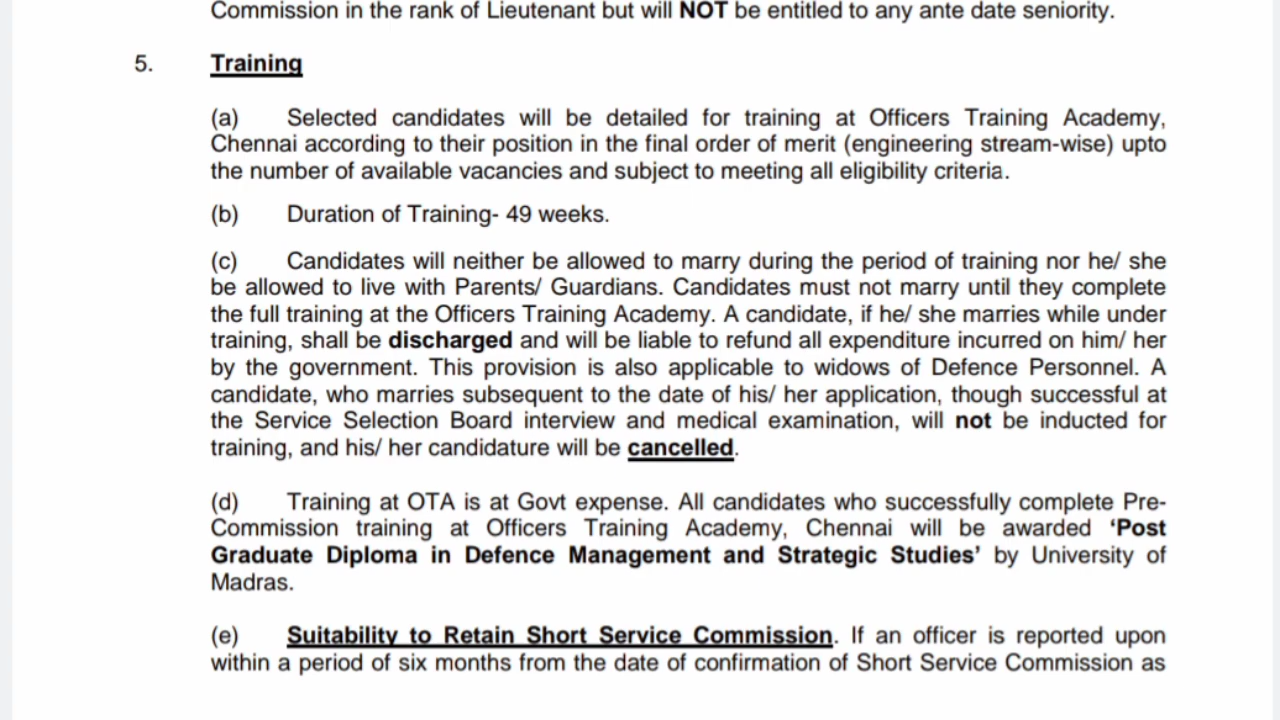 Commission in the rank of Lieutenant but will NOT be entitled to any ante date seniority.
5. Training
(a) Selected candidates will be detailed for training at Officers Training Academy,
Chennai according to their position in the final order of merit (engineering stream-wise) upto
the number of available vacancies and subject to meeting all eligibility criteria.
(b) Duration of Training- 49 weeks.
(c) Candidates will neither be allowed to marry during the period of training nor he/ she
be allowed to live with Parents/ Guardians. Candidates must not marry until they complete
the full training at the Officers Training Academy. A candidate, if he/ she marries while under
training, shall be discharged and will be liable to refund all expenditure incurred on him/ her
by the government. This provision is also applicable to widows of Defence Personnel. A
candidate, who marries subsequent to the date of his/ her application, though successful at
the Service Selection Board interview and medical examination, will not be inducted for
training, and his/ her candidature will be cancelled.
(d) Training at OTA is at Govt expense. All candidates who successfully complete Pre-
Commission training at Officers Training Academy, Chennai will be awarded ‘Post
Graduate Diploma in Defence Management and Strategic Studies’ by University of
Madras.
(e) Suitability to Retain Short Service Commission. If an officer is reported upon
within a period of six months from the date of confirmation of Short Service Commission as